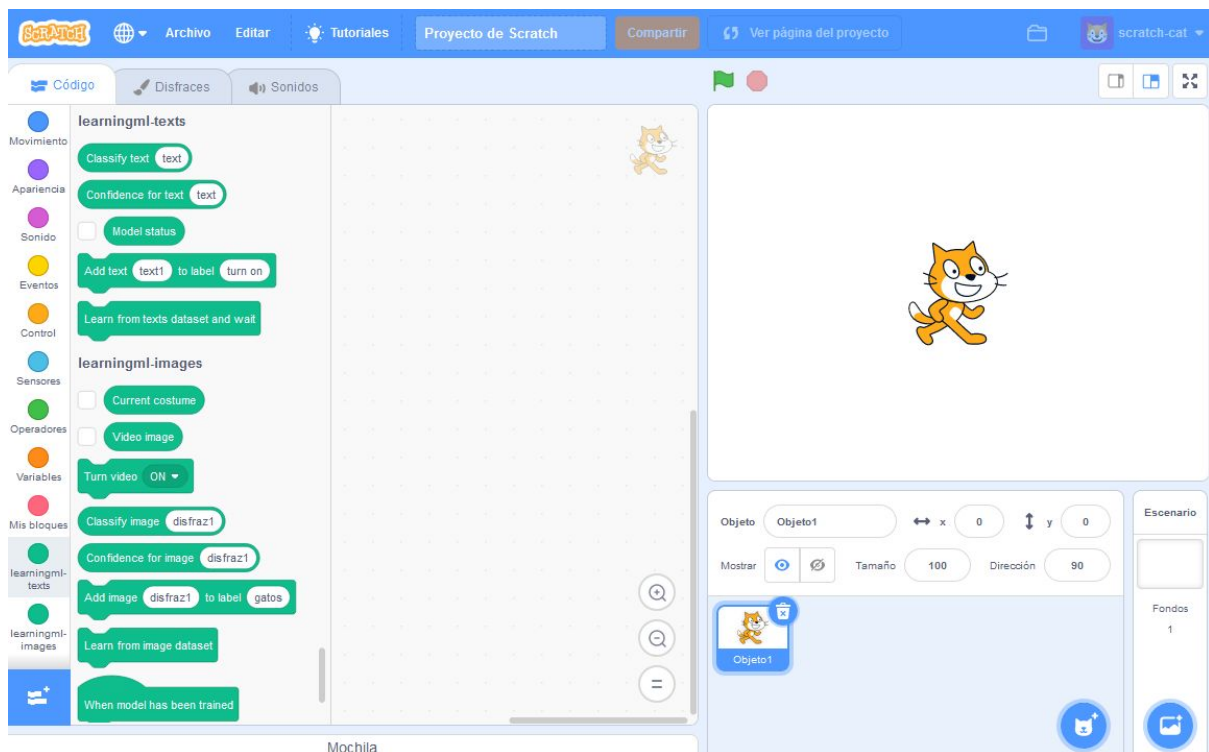 SCRATCH Archivo Editar Tutoriales Proyecto de Scratch Compartir Ver página del proyecto scratch-cat
Código Disfraces Sonidos
Movimiento
Apariencia
Sonido
Eventos
Control
Sensores
Operadores
Variables
Mis bloques
learningml-
texts
learningml-
images
learningml-texts
Classify text text
Confidence for text text
Model status
Add text text1 to label turn on
Learn from texts dataset and wait
learningml-images
Current costume
Video image
Turn video ON
Classify image disfraz1
Confidence for image disfraz1
Add image disfraz1 to label gatos
Learn from image dataset
When model has been trained
Mochila
Objeto Objeto1 x 0 y 0
Mostrar Tamaño 100 Dirección 90
Objeto1
Escenario
Fondos
1